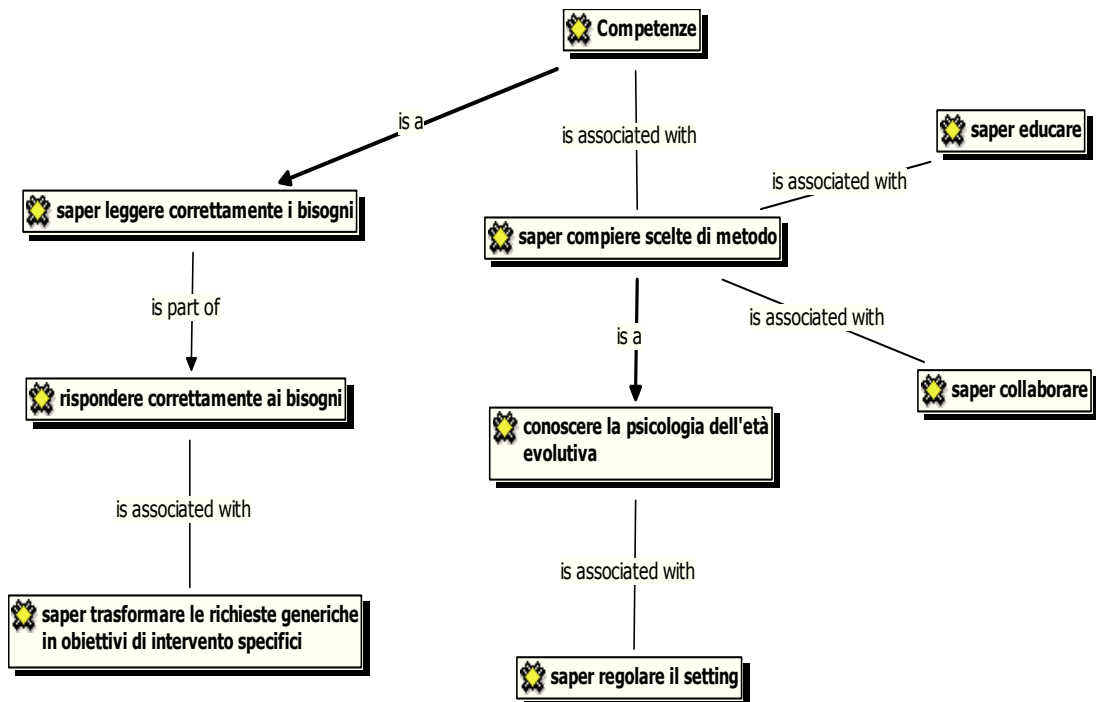 Competenze
is a
is associated with
saper educare
is associated with
saper leggere correttamente i bisogni
saper compiere scelte di metodo
is part of
is a
is associated with
rispondere correttamente ai bisogni
saper collaborare
conoscere la psicologia dell'età
evolutiva
is associated with
is associated with
saper trasformare le richieste generiche
in obiettivi di intervento specifici
saper regolare il setting